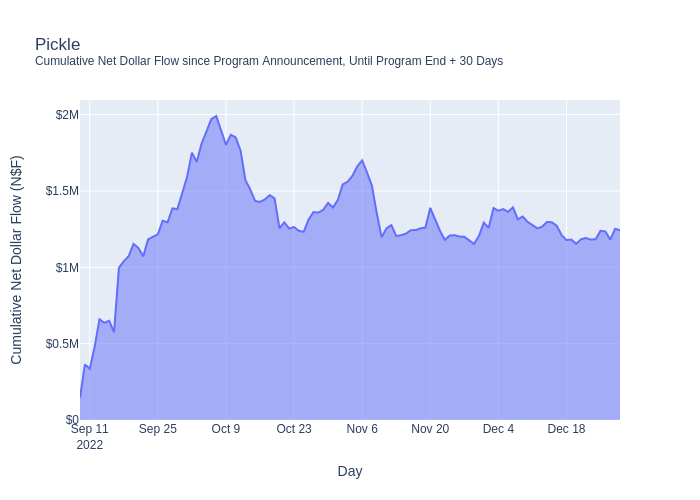 Pickle
Cumulative Net Dollar Flow since Program Announcement, Until Program End + 30 Days
Cumulative Net Dollar Flow (N$F)
$2M
$1.5M
$1M
$0.5M
$0
Sep 11
2022
Sep 25
Oct 9
Oct 23
Nov 6
Nov 20
Dec 4
Dec 18
Day